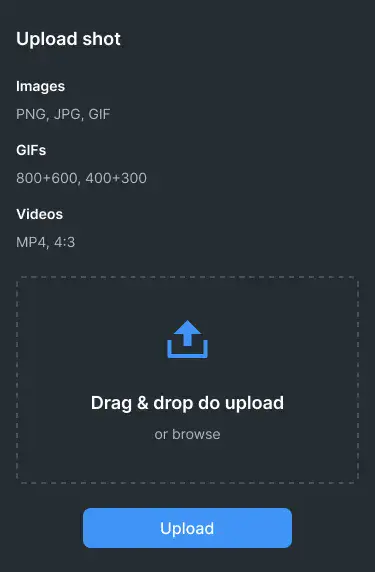 Upload shot
Images
PNG, JPG, GIF
GIFs
800+600, 400+300
Videos
MP4, 4:3
Drag & drop do upload
or browse
Upload